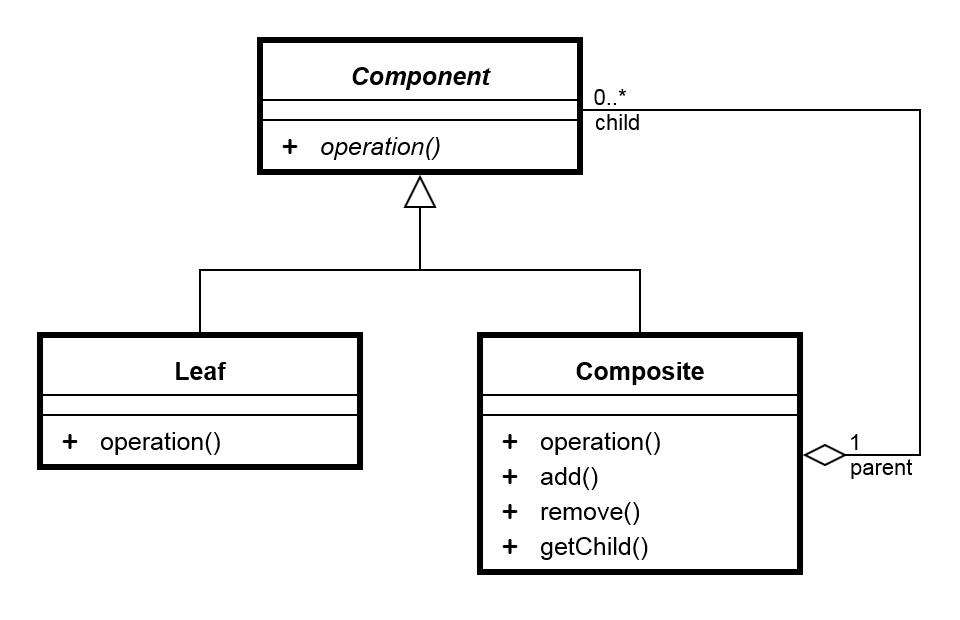 Component
+ operation()
0..*
child
Leaf
+ operation()
Composite
+ operation()
+ add()
+ remove()
+ getChild()
1
parent